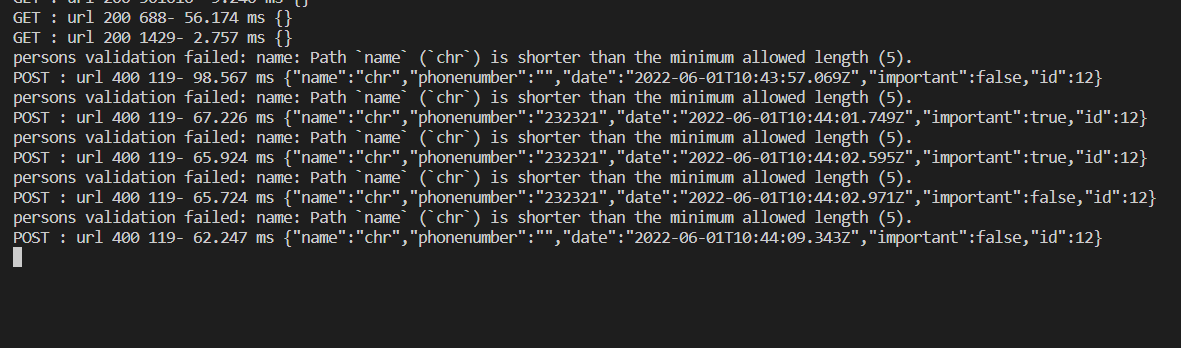 GET : url 200 688- 56.174 ms {}
GET : url 200 1429- 2.757 ms {}
persons validation failed: name: Path `name` (`chr`) is shorter than the minimum allowed length (5).
POST : url 400 119- 98.567 ms {"name":"chr","phonenumber":"","date":"2022-06-01T10:43:57.069Z","important":false,"id":12}
persons validation failed: name: Path `name` (`chr`) is shorter than the minimum allowed length (5).
POST : url 400 119- 67.226 ms {"name":"chr","phonenumber":"232321","date":"2022-06-01T10:44:01.749Z","important":true,"id":12}
persons validation failed: name: Path `name` (`chr`) is shorter than the minimum allowed length (5).
POST : url 400 119- 65.924 ms {"name":"chr","phonenumber":"232321","date":"2022-06-01T10:44:02.595Z","important":true,"id":12}
persons validation failed: name: Path `name` (`chr`) is shorter than the minimum allowed length (5).
POST : url 400 119- 65.724 ms {"name":"chr","phonenumber":"232321","date":"2022-06-01T10:44:02.971Z","important":false,"id":12}
persons validation failed: name: Path `name` (`chr`) is shorter than the minimum allowed length (5).
POST : url 400 119- 62.247 ms {"name":"chr","phonenumber":"","date":"2022-06-01T10:44:09.343Z","important":false,"id":12}